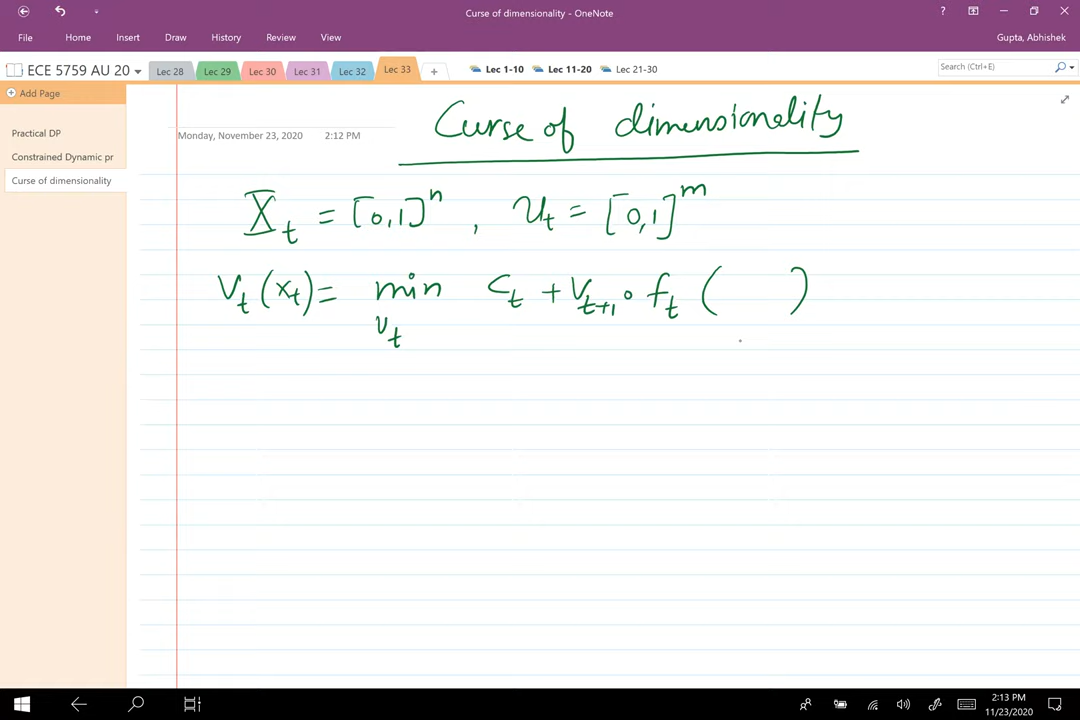 Curse of dimensionality - OneNote
?
File Home Insert Draw History Review View
Gupta, Abhishek
ECE 5759 AU 20
Lec 28 Lec 29 Lec 30 Lec 31 Lec 32 Lec 33 + Lec 1-10 Lec 11-20 Lec 21-30
Search (Ctrl+E)
Add Page
Practical DP
Constrained Dynamic pr
Curse of dimensionality
Curse of dimensionality
Monday, November 23, 2020 2:12 PM
X_t = [0,1]^n , U_t = [0,1]^m
V_t (x_t) = min_{u_t} c_t + V_{t+1} ∘ f_t ( )
2:13 PM
11/23/2020